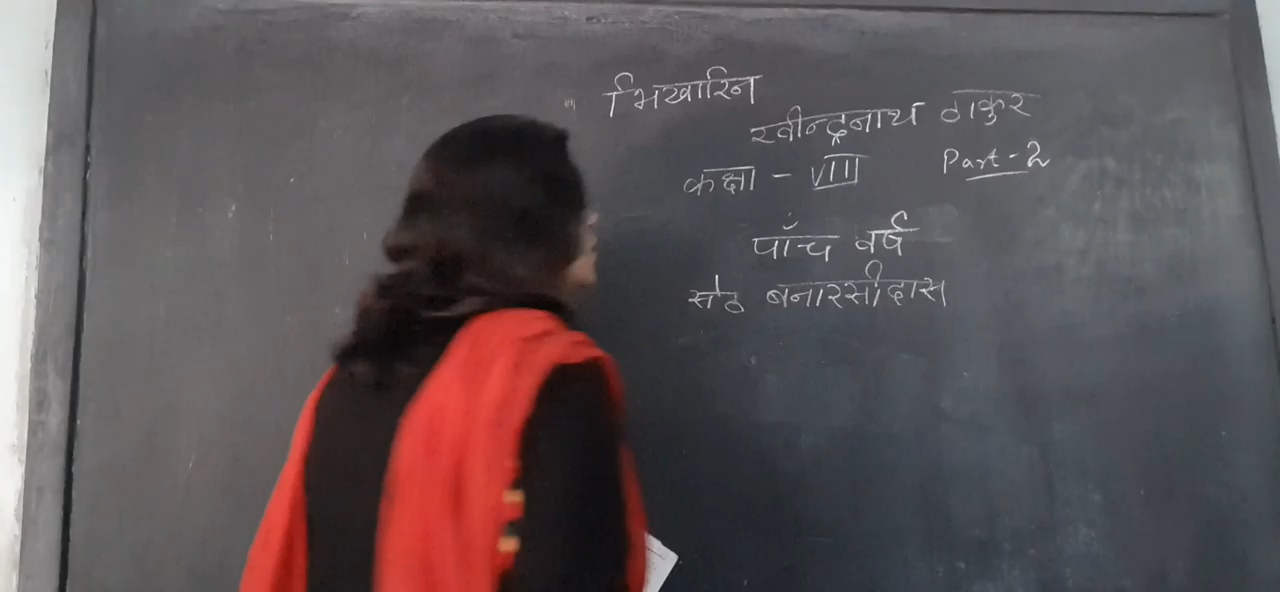 भिखारिन
रवीन्द्रनाथ ठाकुर
कक्षा - VIII Part-2
पाँच वर्ष
सेठ बनारसीदास